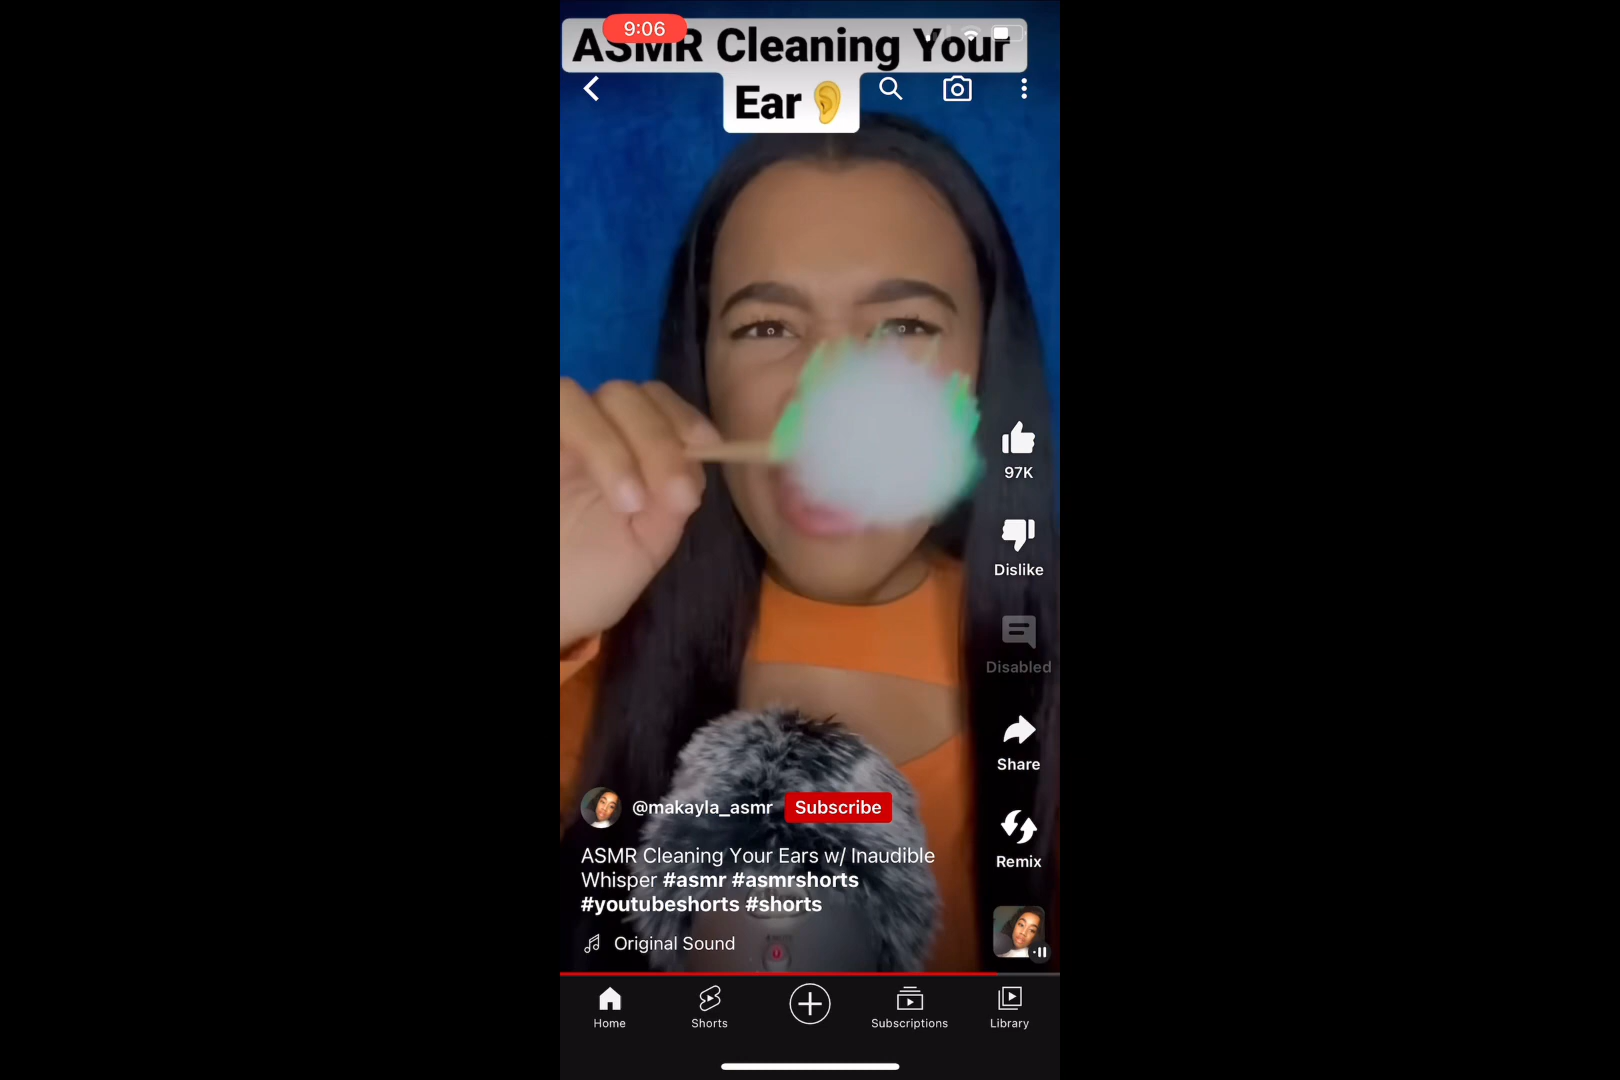 9:06
ASMR Cleaning Your
Ear👂
97K
Dislike
Disabled
Share
@makayla_asmr Subscribe
ASMR Cleaning Your Ears w/ Inaudible
Whisper #asmr #asmrshorts
#youtubeshorts #shorts
Remix
Original Sound
Home Shorts Subscriptions Library